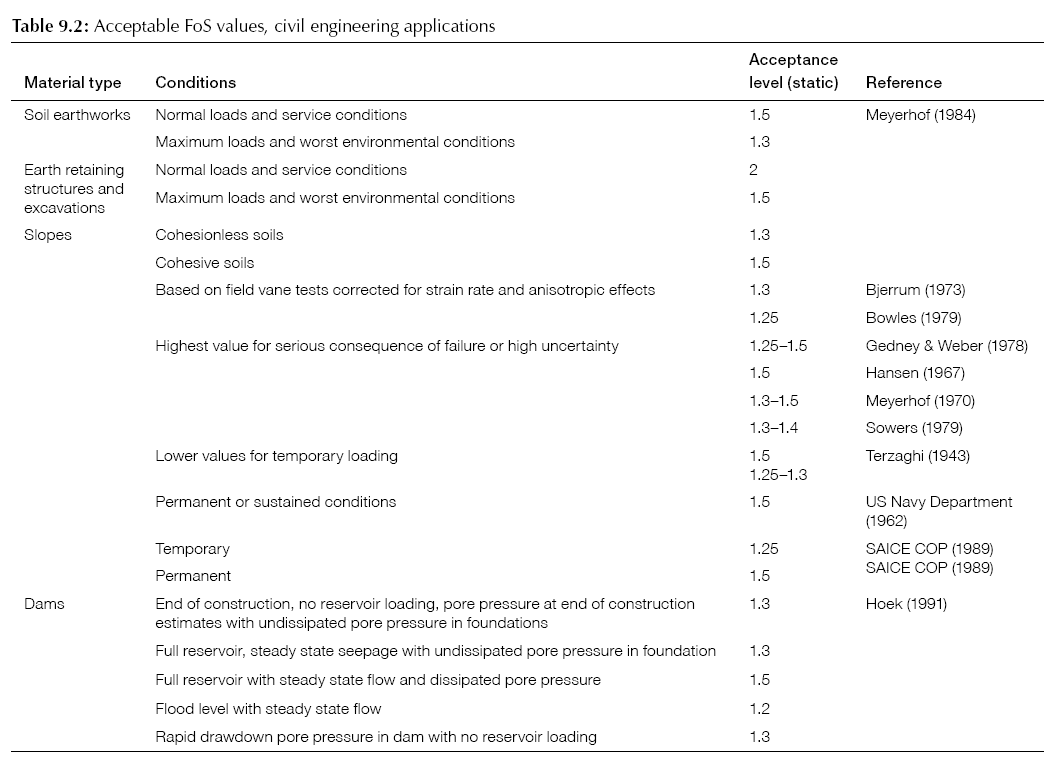 Table 9.2: Acceptable FoS values, civil engineering applications
Material type Conditions Acceptance level (static) Reference
Soil earthworks Normal loads and service conditions 1.5 Meyerhof (1984)
Maximum loads and worst environmental conditions 1.3
Earth retaining structures and excavations Normal loads and service conditions 2
Maximum loads and worst environmental conditions 1.5
Slopes Cohesionless soils 1.3
Cohesive soils 1.5
Based on field vane tests corrected for strain rate and anisotropic effects 1.3 Bjerrum (1973)
1.25 Bowles (1979)
Highest value for serious consequence of failure or high uncertainty 1.25–1.5 Gedney & Weber (1978)
1.5 Hansen (1967)
1.3–1.5 Meyerhof (1970)
1.3–1.4 Sowers (1979)
Lower values for temporary loading 1.5 Terzaghi (1943)
1.25–1.3
Permanent or sustained conditions 1.5 US Navy Department (1962)
Temporary 1.25 SAICE COP (1989)
Permanent 1.5 SAICE COP (1989)
Dams End of construction, no reservoir loading, pore pressure at end of construction estimates with undissipated pore pressure in foundations 1.3 Hoek (1991)
Full reservoir, steady state seepage with undissipated pore pressure in foundation 1.3
Full reservoir with steady state flow and dissipated pore pressure 1.5
Flood level with steady state flow 1.2
Rapid drawdown pore pressure in dam with no reservoir loading 1.3